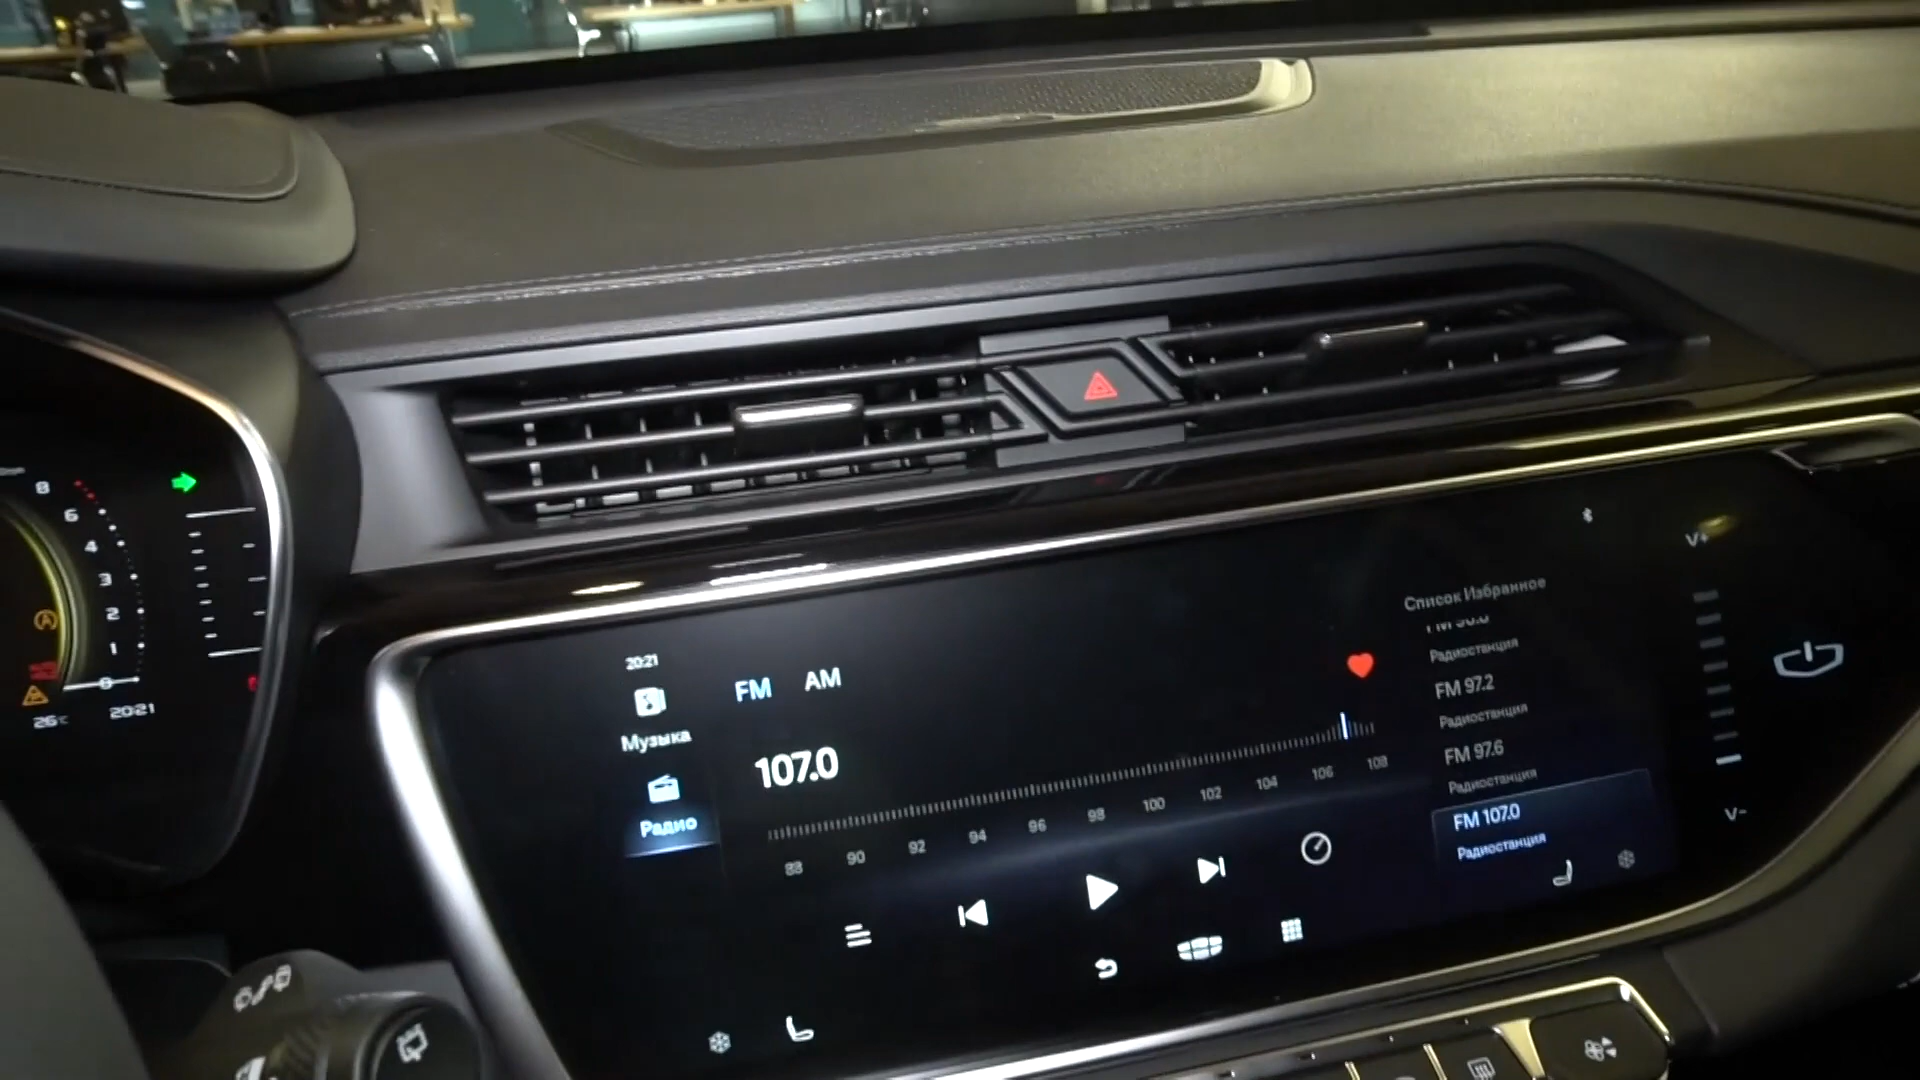 8
6
4
3
2
1
0
26°C
20:21
20:21
Музыка
Радио
FM AM
107.0
88 90 92 94 96 98 100 102 104 106 108
Список Избранное
Радиостанция
FM 97.2
Радиостанция
FM 97.6
Радиостанция
FM 107.0
Радиостанция
V+
V-